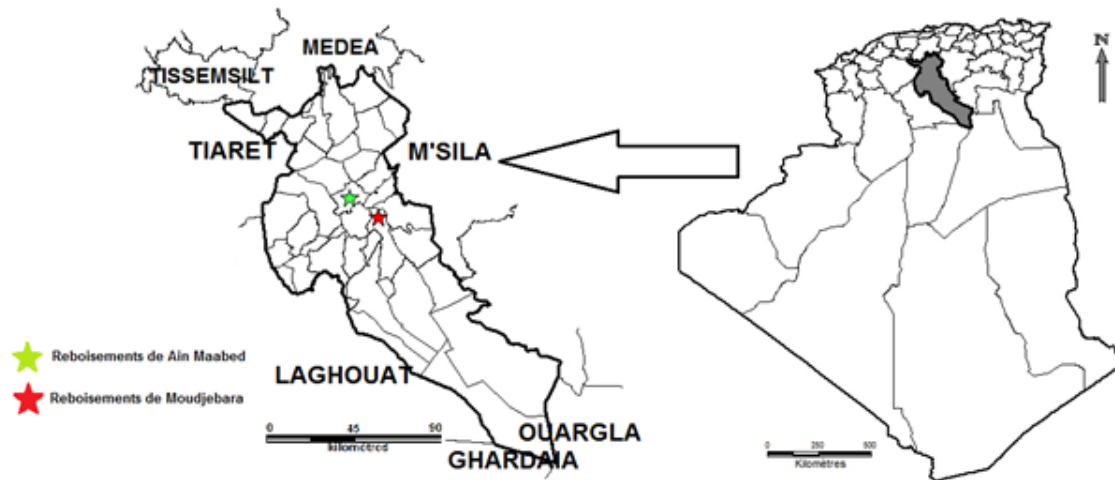 MEDEA
TISSEMSILT
TIARET
M'SILA
Reboisements de Ain Maabed
Reboisements de Moudjebara
LAGHOUAT
0 45 90
kilomètres
OUARGLA
GHARDAIA
N
0 250 500
Kilomètres